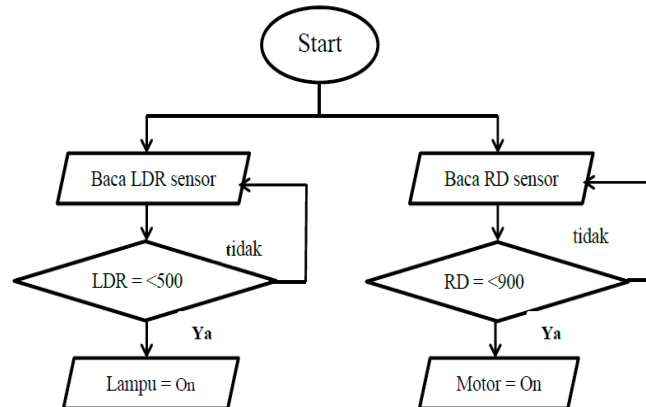 Start
Baca LDR sensor
Baca RD sensor
tidak
tidak
LDR = <500
RD = <900
Ya
Ya
Lampu = On
Motor = On